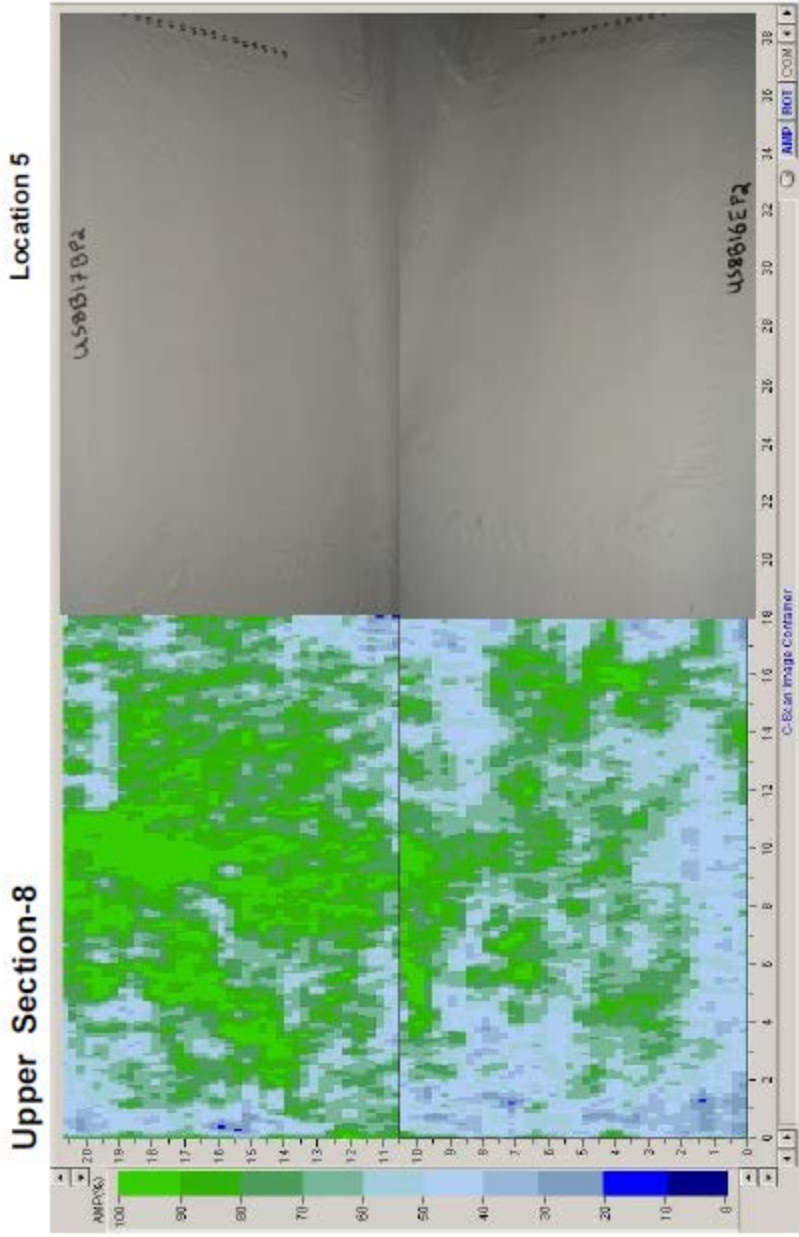 Upper Section-8
Location 5
US8B17BP2
US8B16EP2
AMP(%)
100 90 80 70 60 50 40 30 20 10 0
20 19 18 17 16 15 14 13 12 11 10 9 8 7 6 5 4 3 2 1 0
0 2 4 6 8 10 12 14 16 18 20 22 24 26 28 30 32 34 36 38
C-Scan Image Container
AMP ROT COM